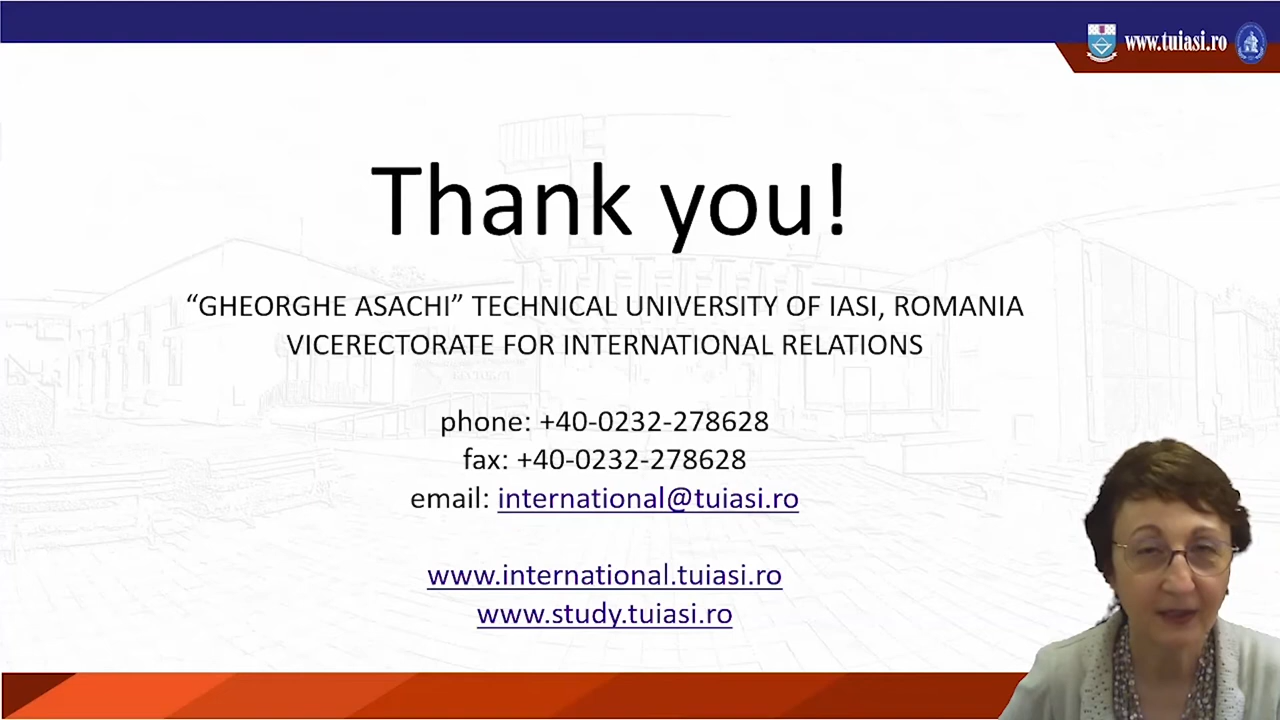 www.tuiasi.ro
Thank you!
“GHEORGHE ASACHI” TECHNICAL UNIVERSITY OF IASI, ROMANIA
VICERECTORATE FOR INTERNATIONAL RELATIONS
phone: +40-0232-278628
fax: +40-0232-278628
email: international@tuiasi.ro
www.international.tuiasi.ro
www.study.tuiasi.ro